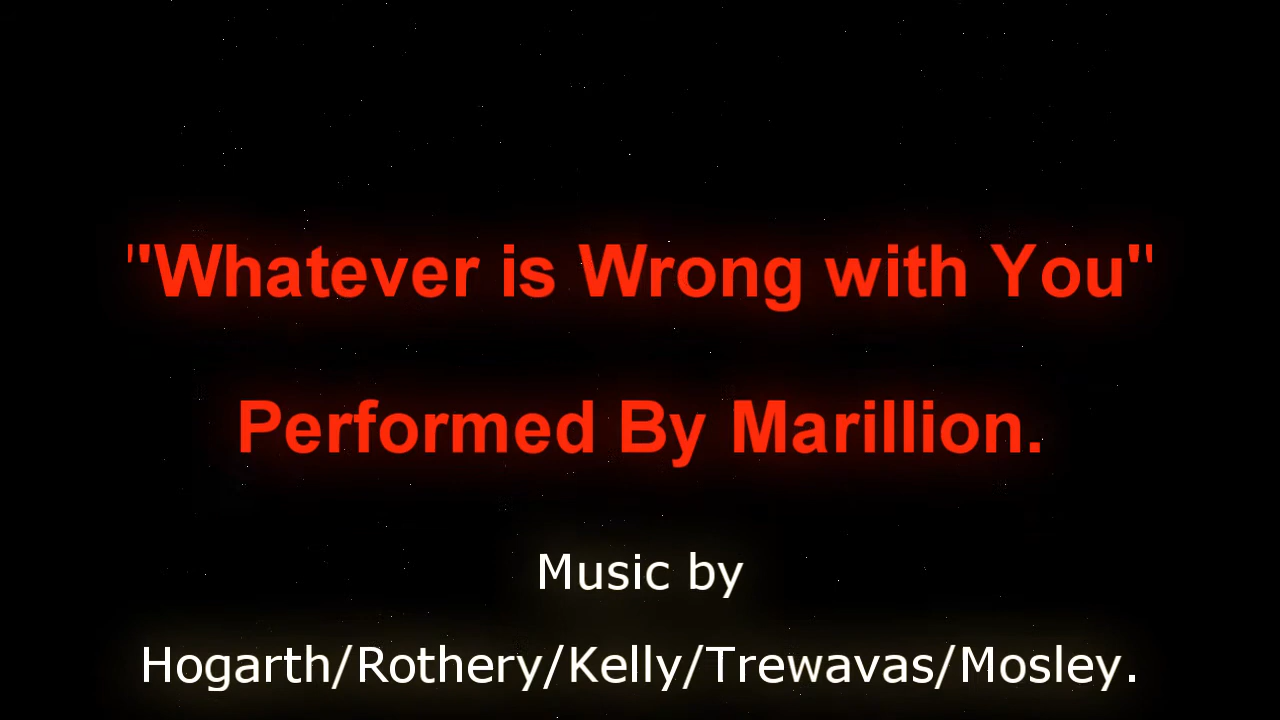 "Whatever is Wrong with You"
Performed By Marillion.
Music by
Hogarth/Rothery/Kelly/Trewavas/Mosley.